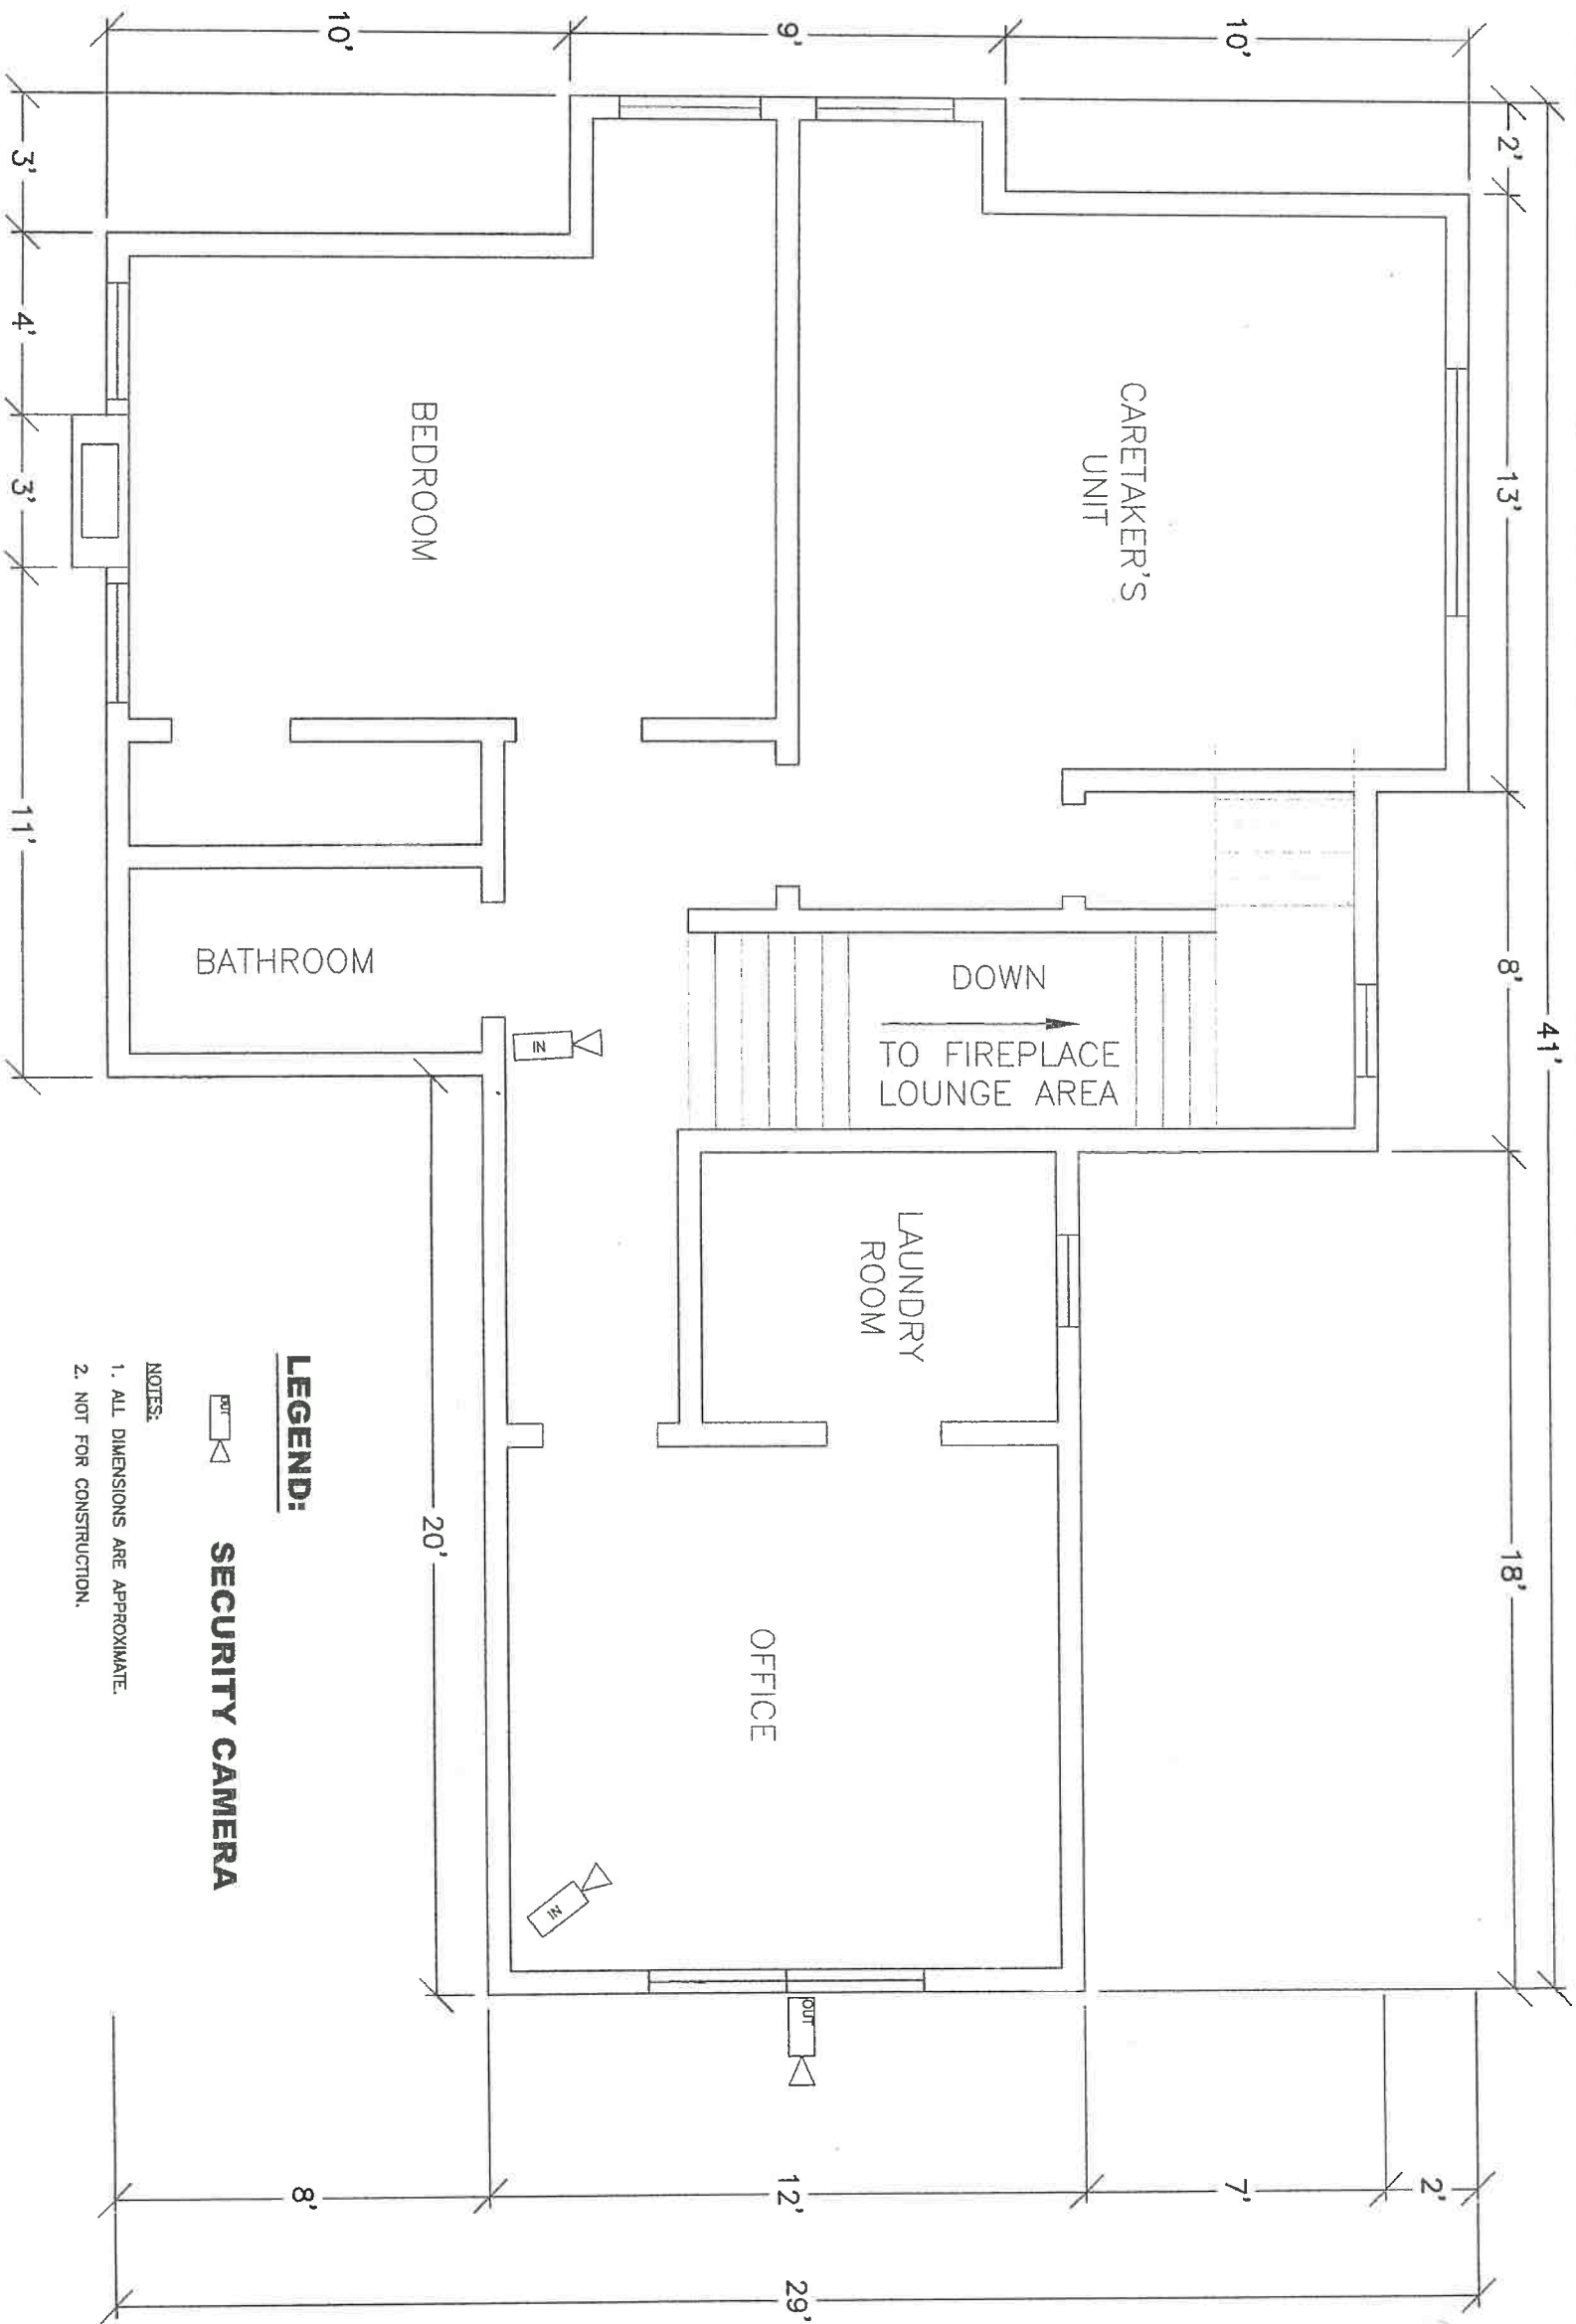 41'
2'
13'
8'
18'
10'
9'
10'
CARETAKER'S
UNIT
BEDROOM
BATHROOM
DOWN
TO FIREPLACE
LOUNGE AREA
LAUNDRY
ROOM
OFFICE
IN
IN
OUT
3'
4'
3'
11'
20'
2'
7'
12'
8'
29'
LEGEND:
OUT
SECURITY CAMERA
NOTES:
1. ALL DIMENSIONS ARE APPROXIMATE.
2. NOT FOR CONSTRUCTION.